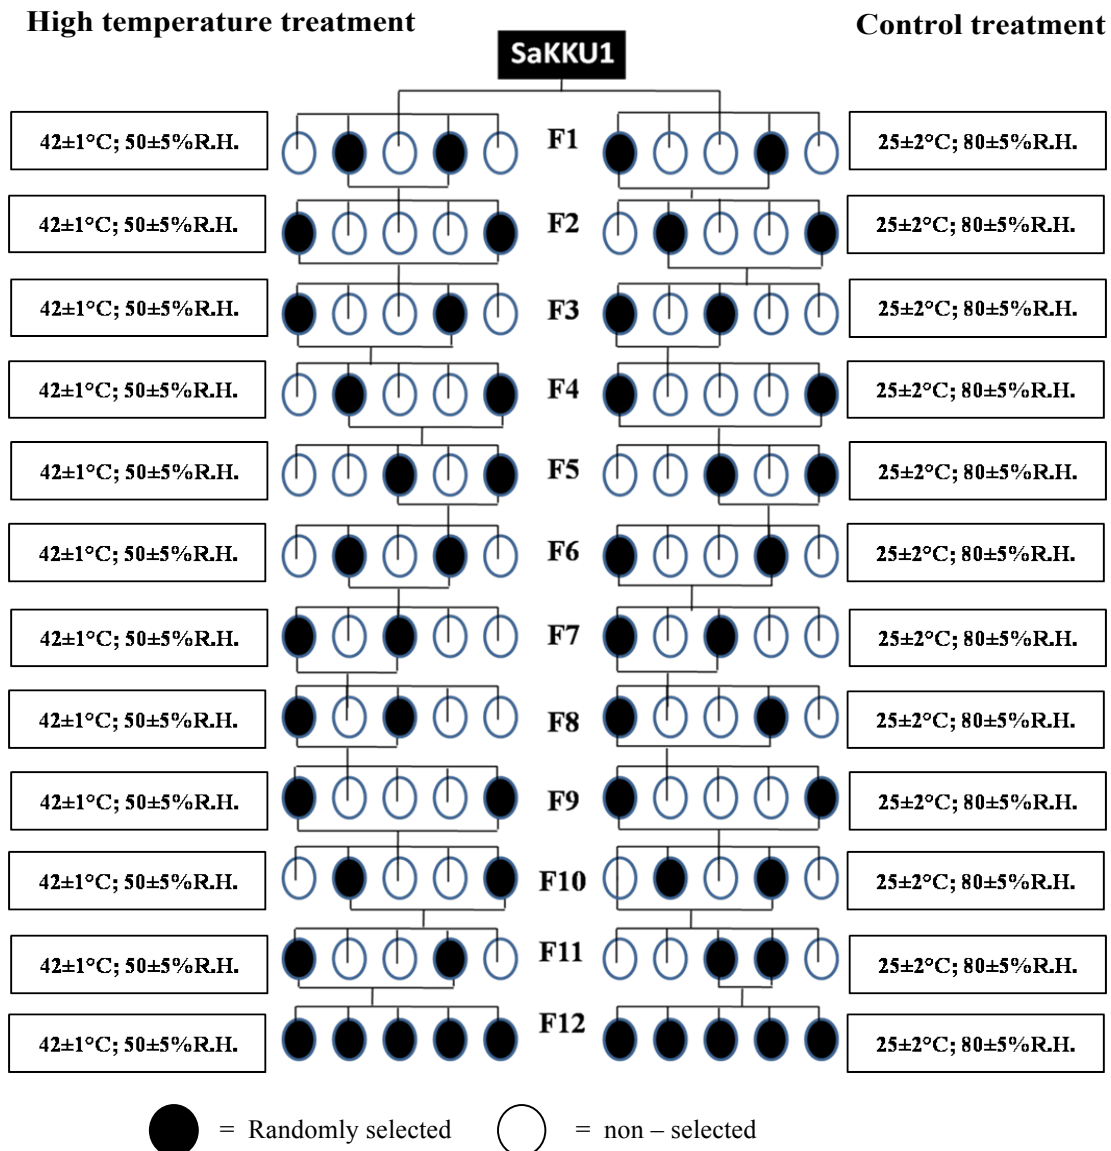 High temperature treatment
Control treatment
SaKKU1
42±1°C; 50±5%R.H.
F1
25±2°C; 80±5%R.H.
42±1°C; 50±5%R.H.
F2
25±2°C; 80±5%R.H.
42±1°C; 50±5%R.H.
F3
25±2°C; 80±5%R.H.
42±1°C; 50±5%R.H.
F4
25±2°C; 80±5%R.H.
42±1°C; 50±5%R.H.
F5
25±2°C; 80±5%R.H.
42±1°C; 50±5%R.H.
F6
25±2°C; 80±5%R.H.
42±1°C; 50±5%R.H.
F7
25±2°C; 80±5%R.H.
42±1°C; 50±5%R.H.
F8
25±2°C; 80±5%R.H.
42±1°C; 50±5%R.H.
F9
25±2°C; 80±5%R.H.
42±1°C; 50±5%R.H.
F10
25±2°C; 80±5%R.H.
42±1°C; 50±5%R.H.
F11
25±2°C; 80±5%R.H.
42±1°C; 50±5%R.H.
F12
25±2°C; 80±5%R.H.
= Randomly selected
= non – selected